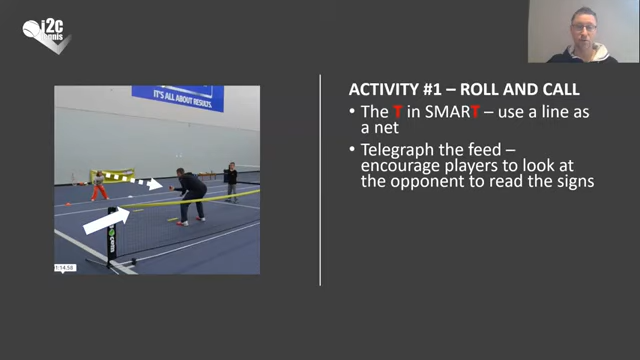 i2c
tennis
IT'S ALL ABOUT RESULTS.
ACTIVITY #1 – ROLL AND CALL
• The T in SMART – use a line as
a net
• Telegraph the feed –
encourage players to look at
the opponent to read the signs
1:14.58